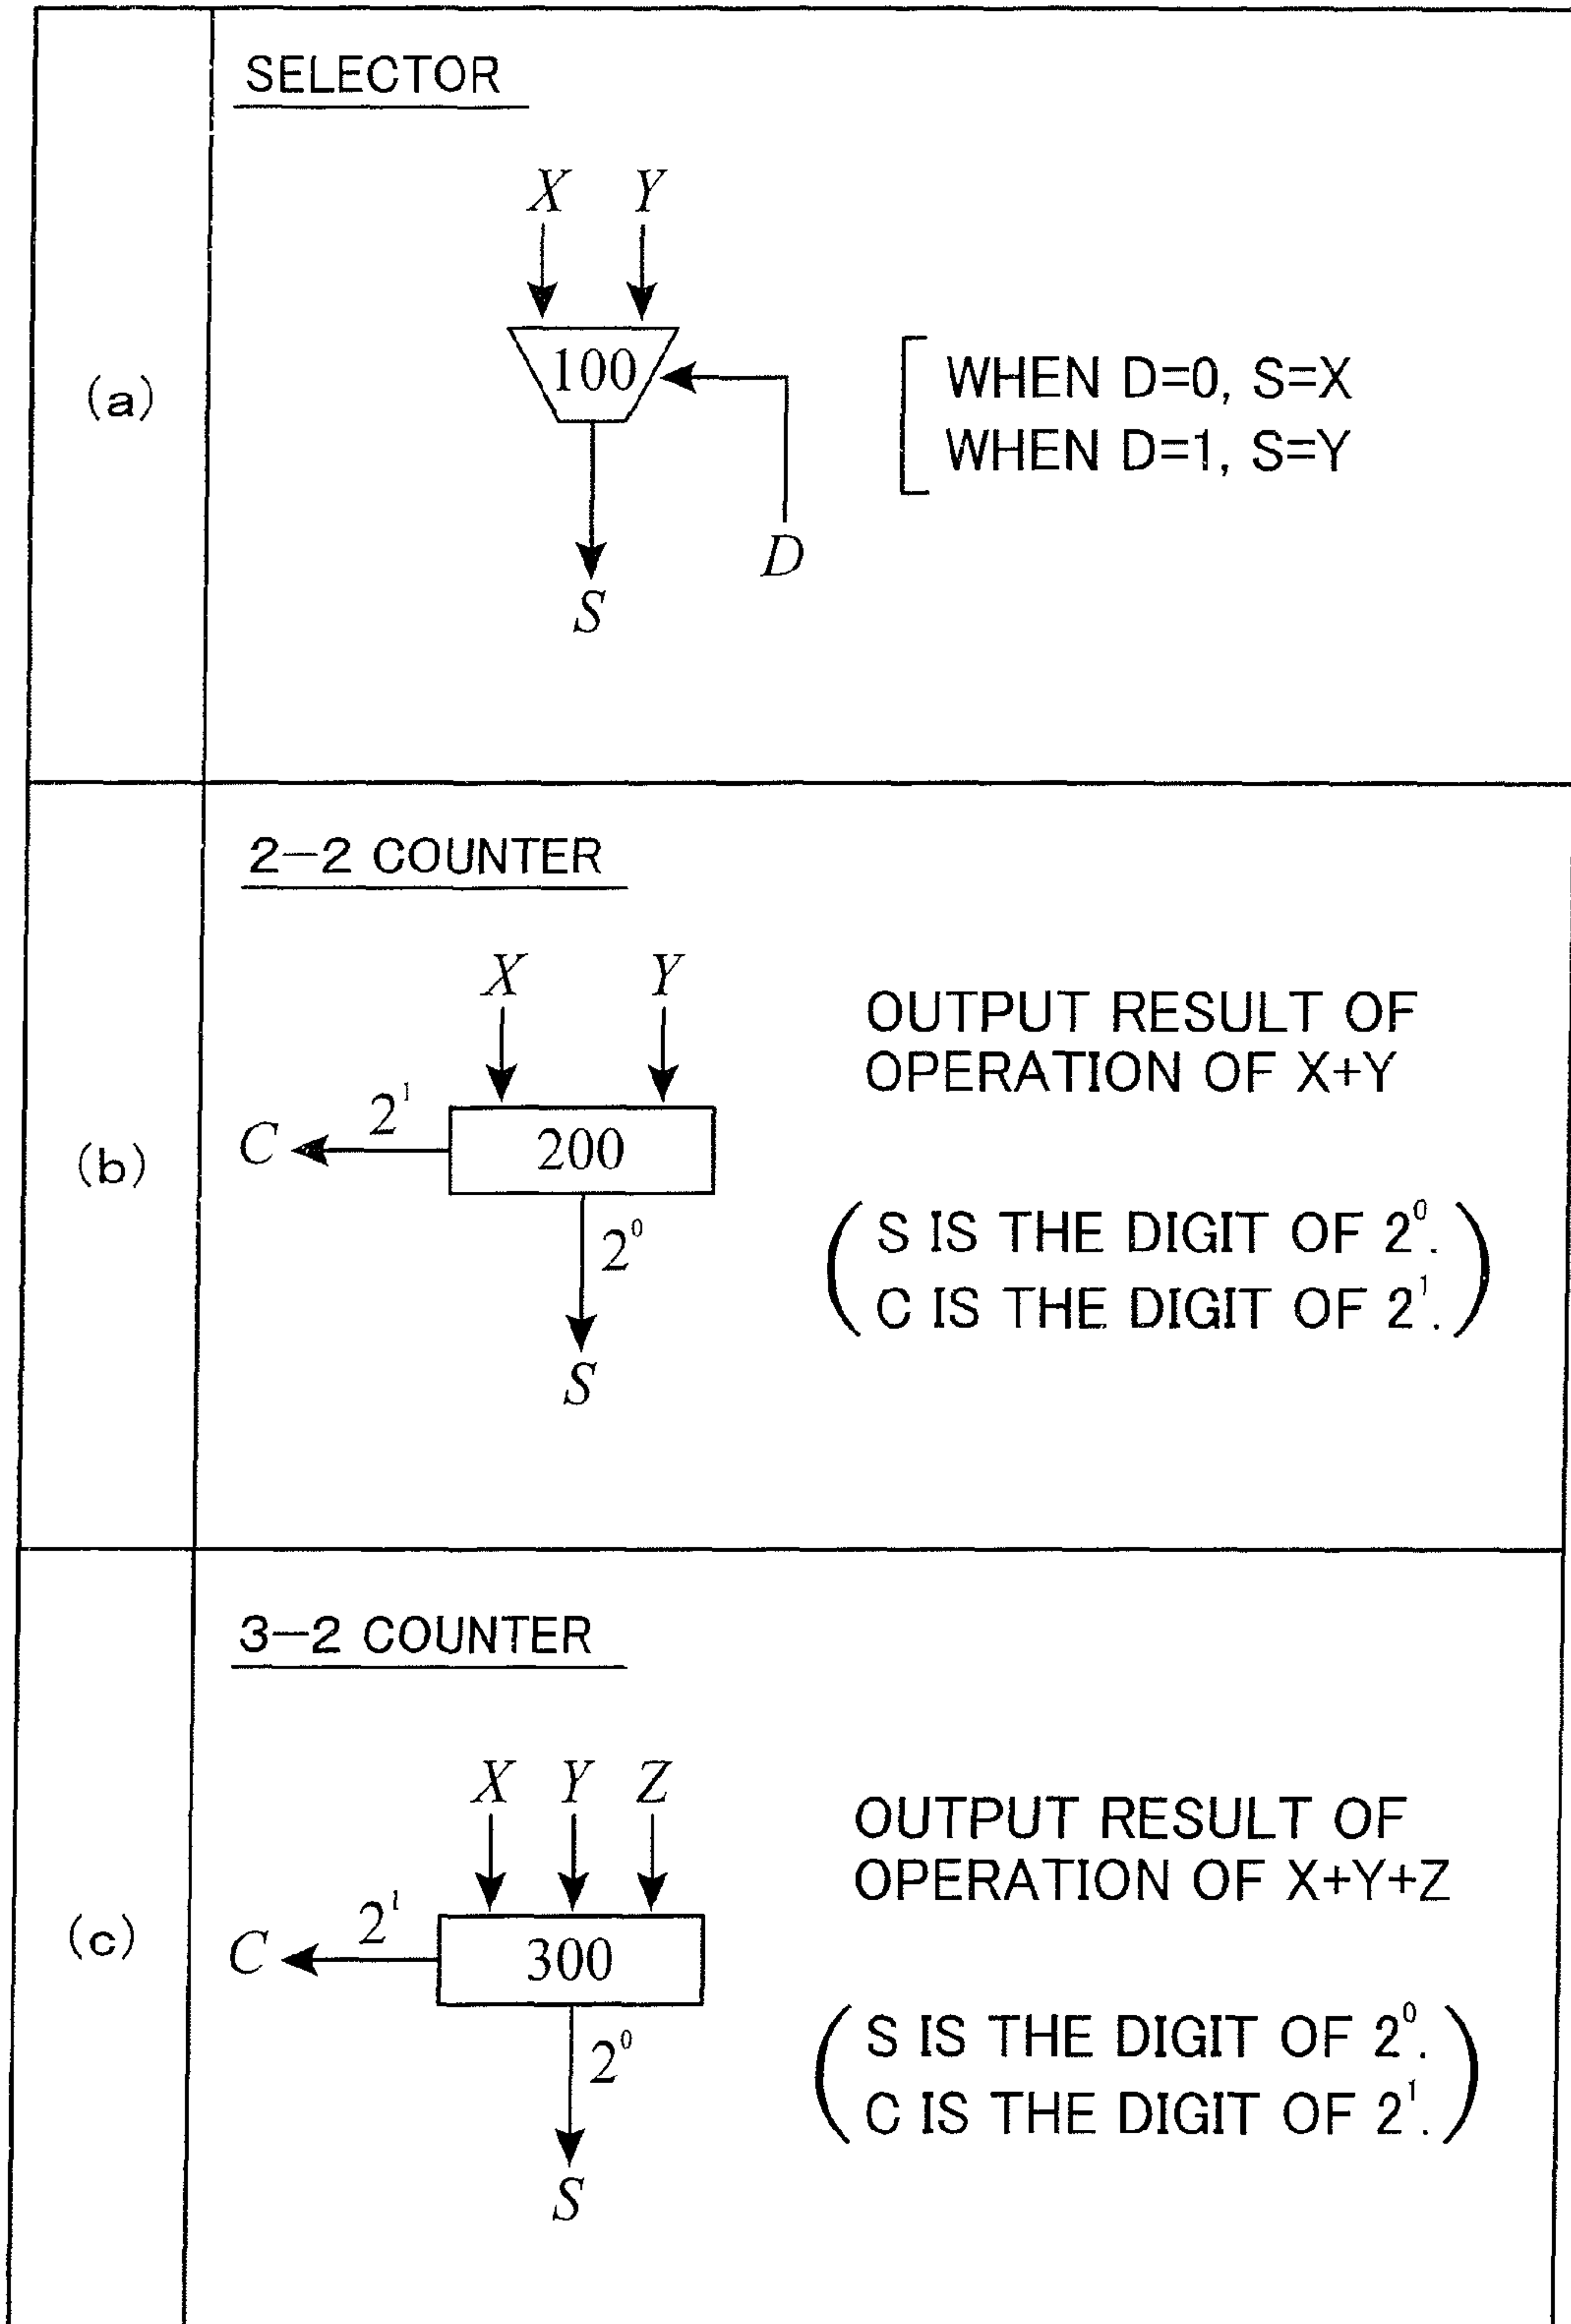 (a)
SELECTOR
X Y
100
D
S
WHEN D=0, S=X
WHEN D=1, S=Y
(b)
2−2 COUNTER
X Y
C 2¹ 200
2⁰
S
OUTPUT RESULT OF
OPERATION OF X+Y
S IS THE DIGIT OF 2⁰.
C IS THE DIGIT OF 2¹.
(c)
3−2 COUNTER
X Y Z
C 2¹ 300
2⁰
S
OUTPUT RESULT OF
OPERATION OF X+Y+Z
S IS THE DIGIT OF 2⁰.
C IS THE DIGIT OF 2¹.